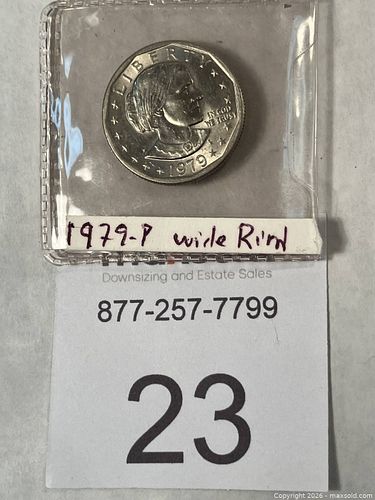 LIBERTY
IN GOD
WE TRUST
1979
1979-P wide Rim
Downsizing and Estate Sales
877-257-7799
23
Copyright 2026 - maxsold.com